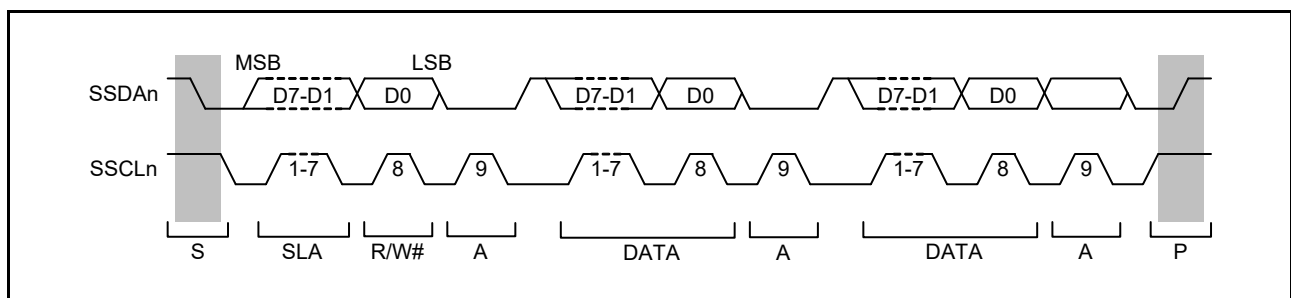 MSB LSB
SSDAn D7-D1 D0 D7-D1 D0 D7-D1 D0
SSCLn 1-7 8 9 1-7 8 9 1-7 8 9
S SLA R/W# A DATA A DATA A P